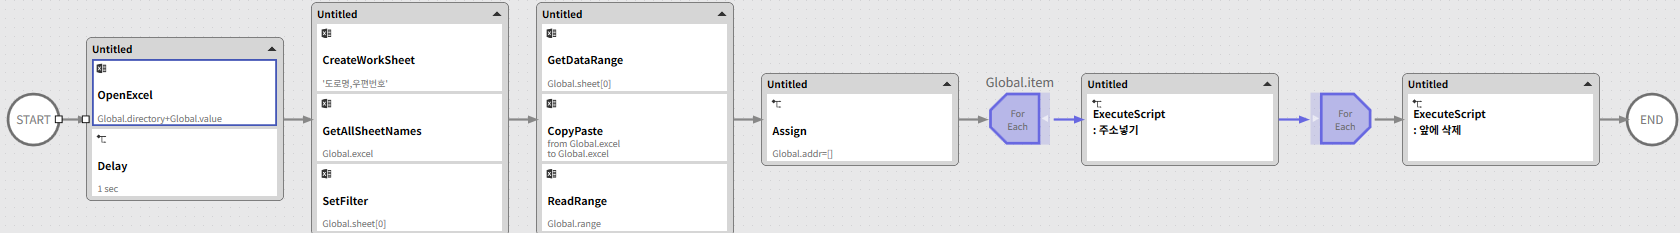 START
Untitled
OpenExcel
Global.directory+Global.value
Delay
1 sec
Untitled
CreateWorkSheet
'도로명,우편번호'
GetAllSheetNames
Global.excel
SetFilter
Global.sheet[0]
Untitled
GetDataRange
Global.sheet[0]
CopyPaste
from Global.excel
to Global.excel
ReadRange
Global.range
Untitled
Assign
Global.addr=[]
Global.item
For
Each
Untitled
ExecuteScript
: 주소넣기
For
Each
Untitled
ExecuteScript
: 앞에 삭제
END